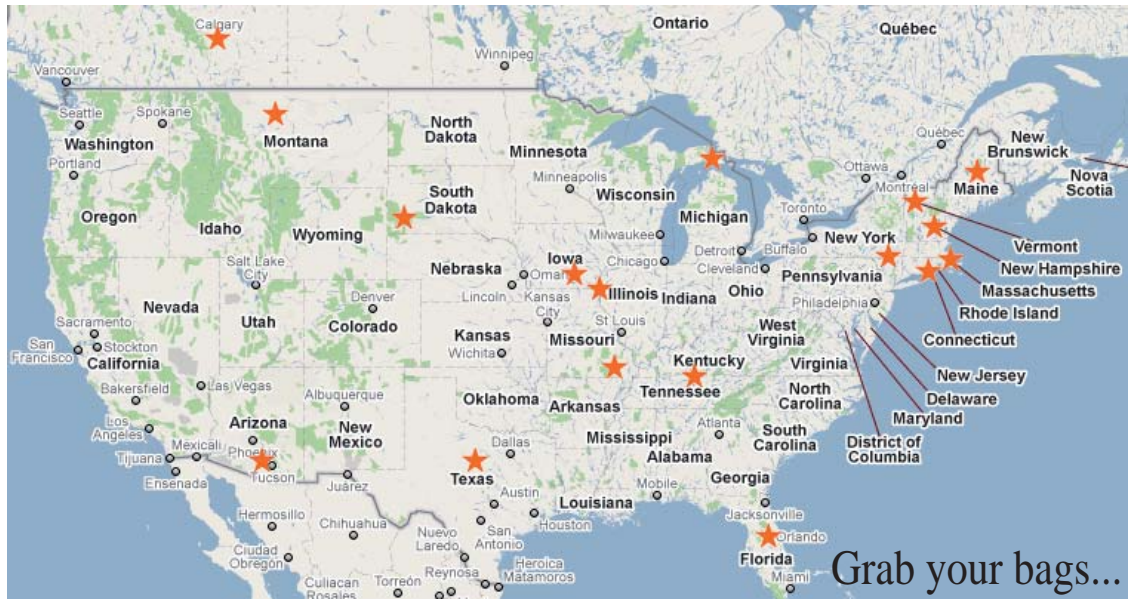 Calgary
Ontario
Québec
Winnipeg
Vancouver
Seattle
Spokane
Washington
Montana
North
Dakota
Minnesota
Québec
New
Brunswick
Portland
Minneapolis
Wisconsin
Ottawa
Montréal
Maine
Nova
Scotia
Oregon
Idaho
Wyoming
South
Dakota
Michigan
Toronto
Milwaukee
Detroit
Buffalo
New York
Vermont
Salt Lake
City
Nebraska
Iowa
Omaha
Chicago
Cleveland
Pennsylvania
New Hampshire
Lincoln
Illinois
Indiana
Ohio
Massachusetts
Nevada
Utah
Denver
Colorado
Kansas
City
Philadelphia
Rhode Island
Sacramento
San
Francisco
Stockton
California
Kansas
Wichita
Missouri
St Louis
West
Virginia
Virginia
Connecticut
Kentucky
New Jersey
Bakersfield
Las Vegas
Albuquerque
Oklahoma
Arkansas
Tennessee
North
Carolina
Delaware
Maryland
Los
Angeles
Arizona
Phoenix
New
Mexico
Dallas
Mississippi
Alabama
Atlanta
South
Carolina
District of
Columbia
Tijuana
Mexicali
Tucson
Ensenada
Juárez
Texas
Georgia
Mobile
Austin
Louisiana
Jacksonville
Hermosillo
Chihuahua
Houston
San
Antonio
Nuevo
Laredo
Orlando
Florida
Ciudad
Obregón
Heroica
Matamoros
Reynosa
Torreón
Culiacan
Rosales
Miami
Grab your bags...